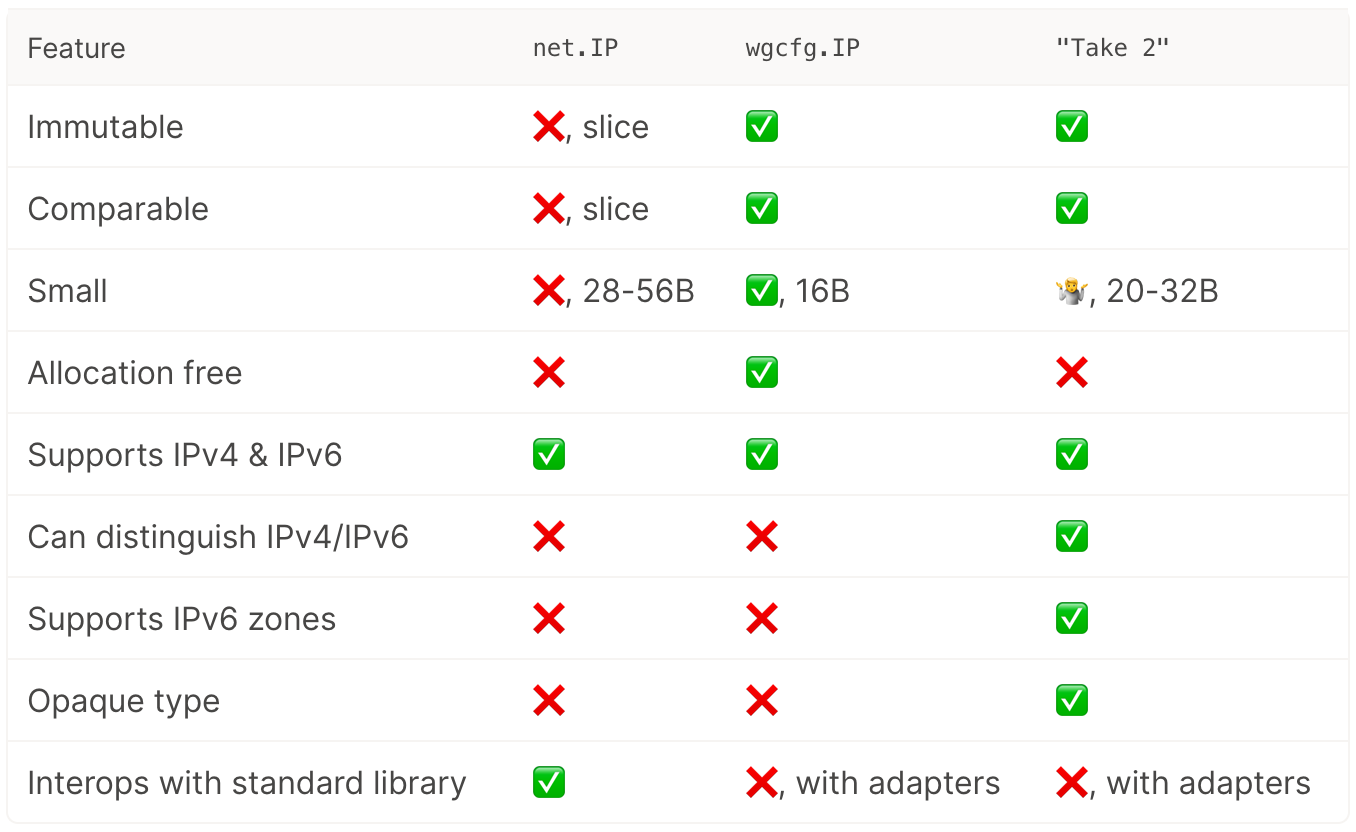 Feature net.IP wgcfg.IP "Take 2"
Immutable ❌, slice ✅ ✅
Comparable ❌, slice ✅ ✅
Small ❌, 28-56B ✅, 16B 🤷, 20-32B
Allocation free ❌ ✅ ❌
Supports IPv4 & IPv6 ✅ ✅ ✅
Can distinguish IPv4/IPv6 ❌ ❌ ✅
Supports IPv6 zones ❌ ❌ ✅
Opaque type ❌ ❌ ✅
Interops with standard library ✅ ❌, with adapters ❌, with adapters